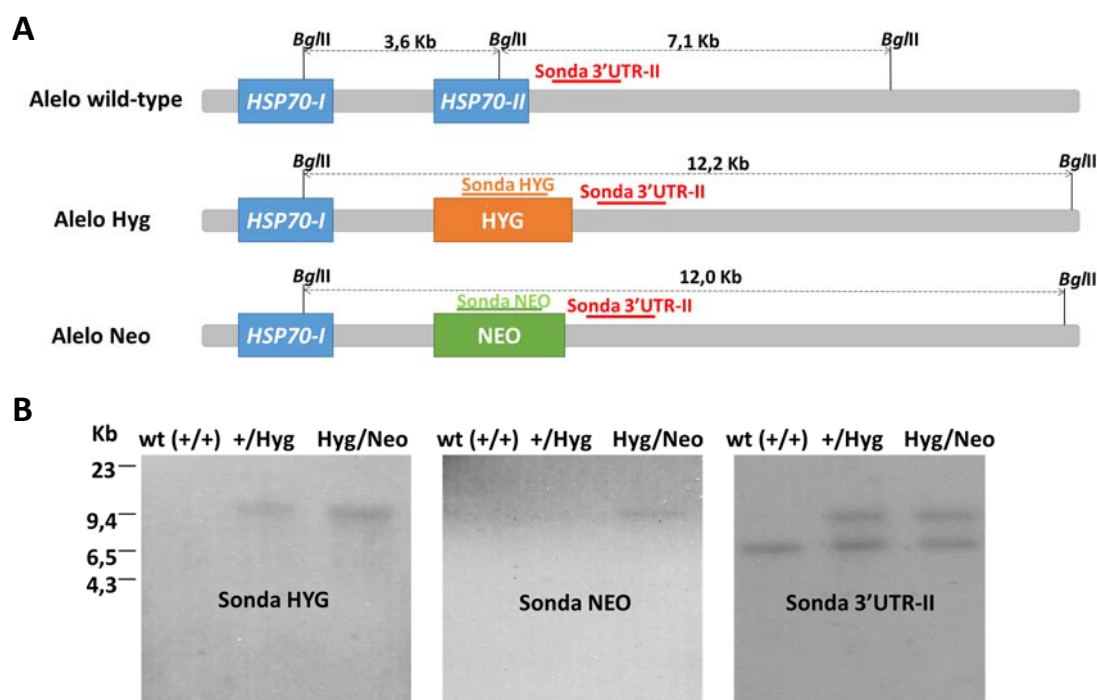 A
BglII 3,6 Kb BglII 7,1 Kb BglII
Sonda 3'UTR-II
Alelo wild-type HSP70-I HSP70-II
BglII 12,2 Kb BglII
Sonda HYG Sonda 3'UTR-II
Alelo Hyg HSP70-I HYG
BglII 12,0 Kb BglII
Sonda NEO Sonda 3'UTR-II
Alelo Neo HSP70-I NEO
B
Kb wt (+/+) +/Hyg Hyg/Neo wt (+/+) +/Hyg Hyg/Neo wt (+/+) +/Hyg Hyg/Neo
23
9,4
6,5
4,3
Sonda HYG Sonda NEO Sonda 3'UTR-II